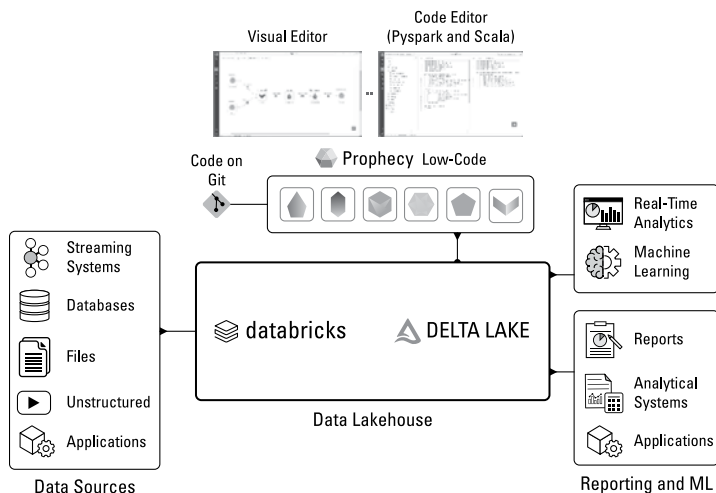 Visual Editor
Code Editor
(Pyspark and Scala)
Code on
Git
Prophecy Low-Code
Streaming
Systems
Databases
Files
Unstructured
Applications
Data Sources
databricks
DELTA LAKE
Data Lakehouse
Real-Time
Analytics
Machine
Learning
Reports
Analytical
Systems
Applications
Reporting and ML